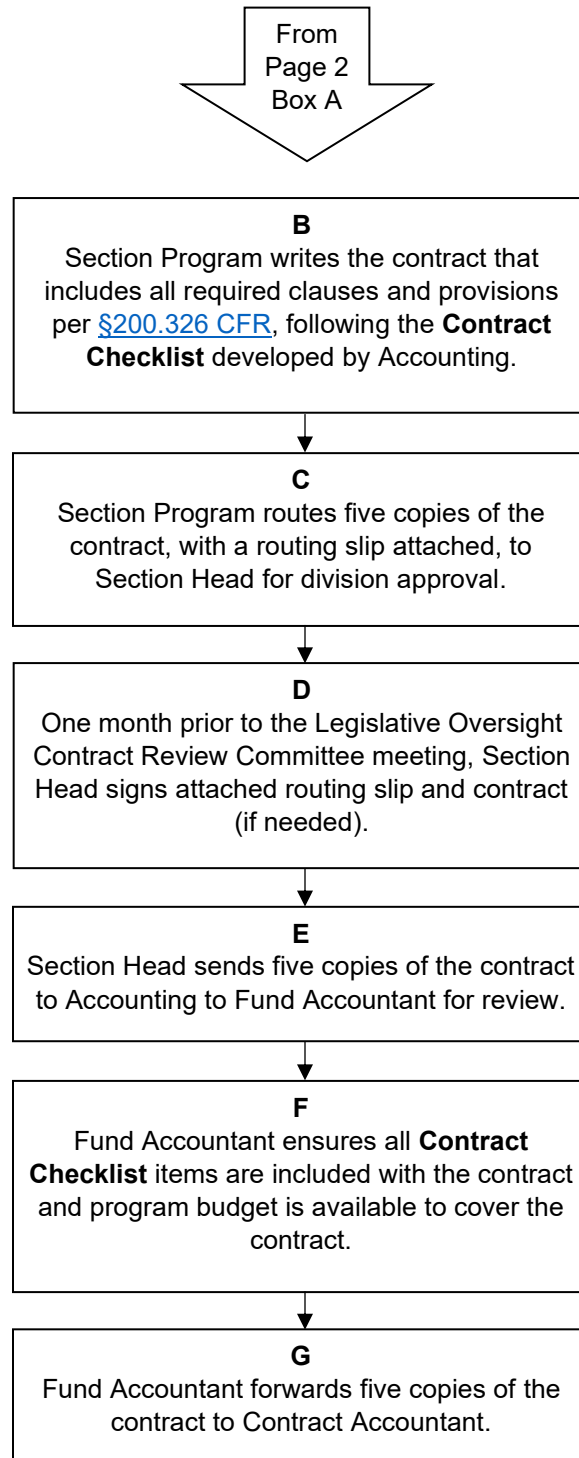 From
Page 2
Box A
B
Section Program writes the contract that
includes all required clauses and provisions
per §200.326 CFR, following the Contract
Checklist developed by Accounting.
C
Section Program routes five copies of the
contract, with a routing slip attached, to
Section Head for division approval.
D
One month prior to the Legislative Oversight
Contract Review Committee meeting, Section
Head signs attached routing slip and contract
(if needed).
E
Section Head sends five copies of the contract
to Accounting to Fund Accountant for review.
F
Fund Accountant ensures all Contract
Checklist items are included with the contract
and program budget is available to cover the
contract.
G
Fund Accountant forwards five copies of the
contract to Contract Accountant.